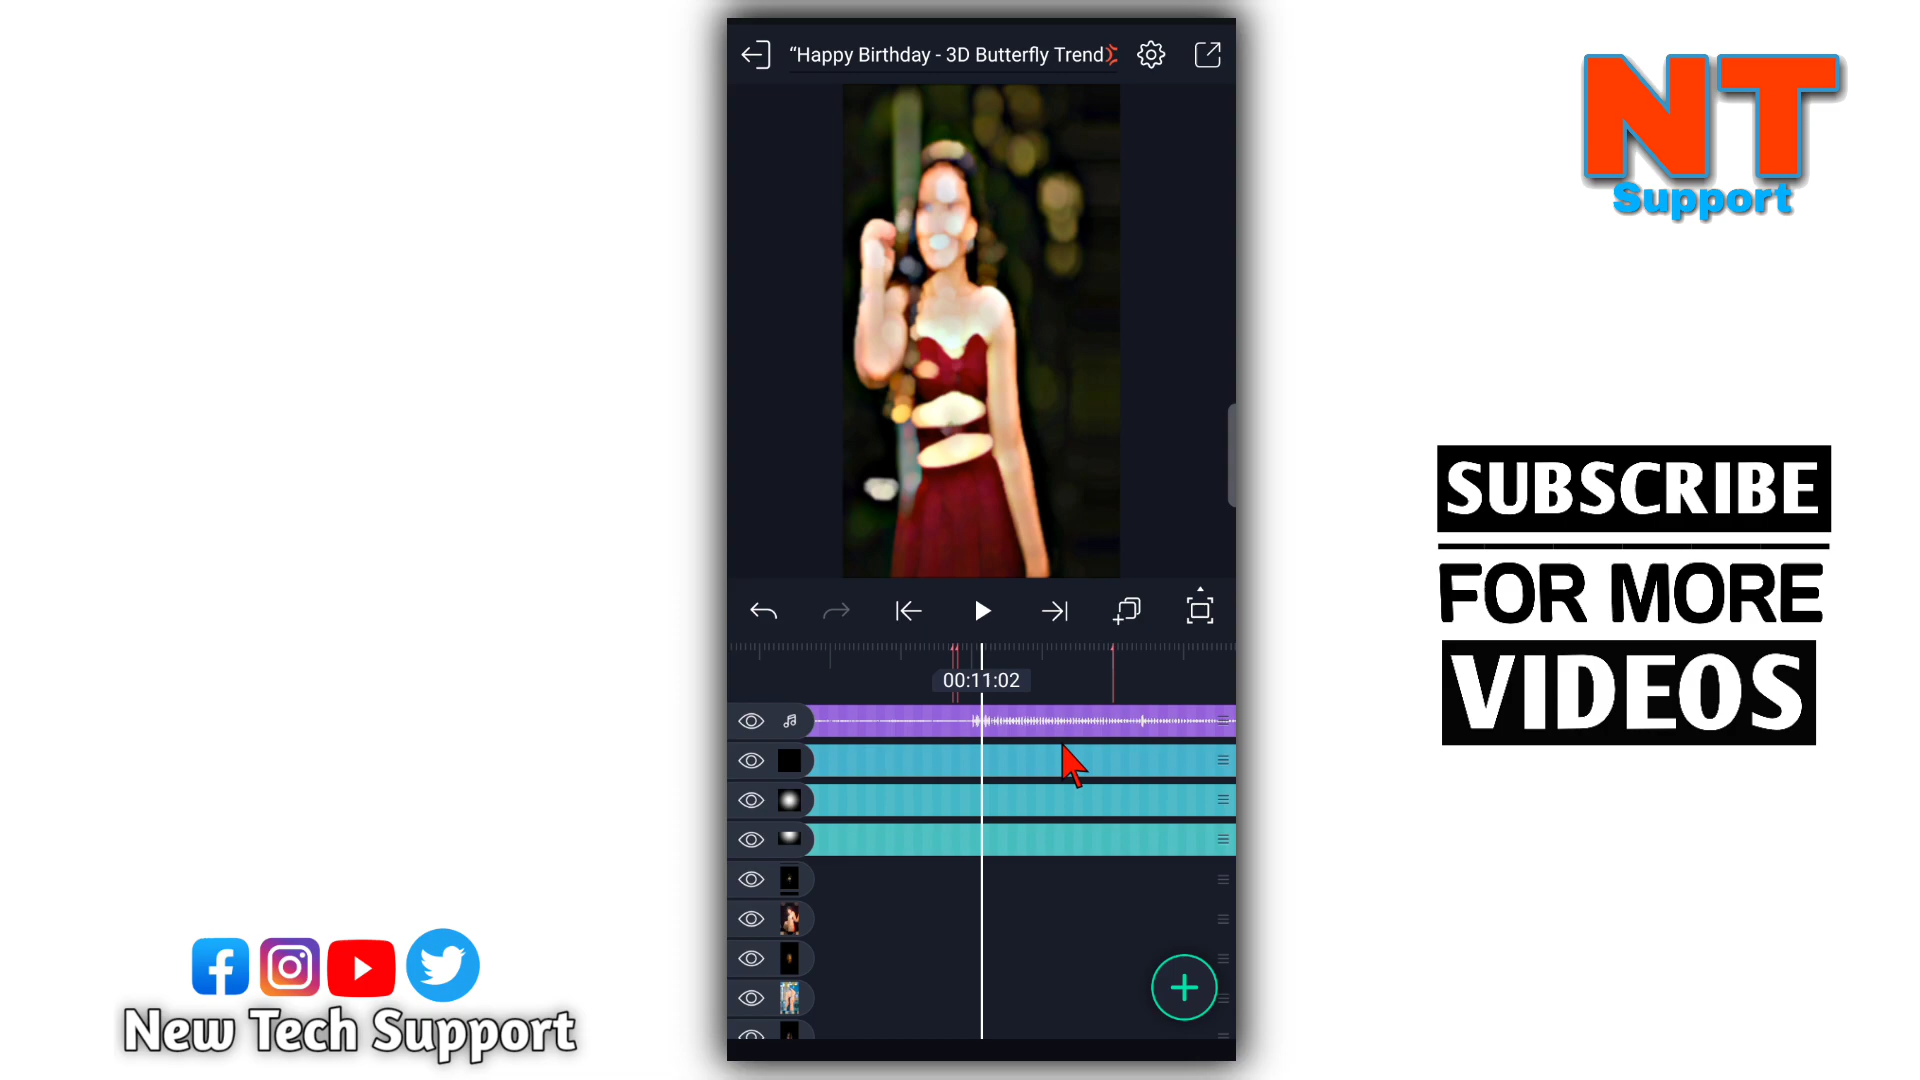 “Happy Birthday - 3D Butterfly Trend
00:11:02
NT
Support
SUBSCRIBE
FOR MORE
VIDEOS
New Tech Support